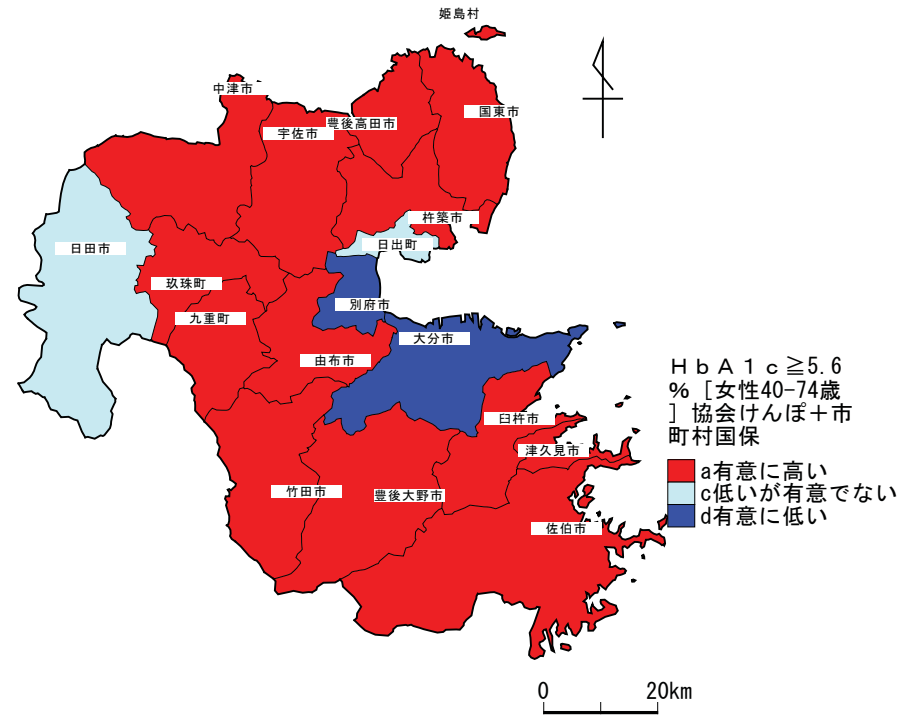 姫島村
中津市
国東市
豊後高田市
宇佐市
杵築市
日出町
日田市
玖珠町
別府市
九重町
大分市
由布市
ＨｂＡ１ｃ≧5.6
% [女性40-74歳
] 協会けんぽ＋市
町村国保
臼杵市
津久見市
a有意に高い
c低いが有意でない
d有意に低い
竹田市
豊後大野市
佐伯市
0 20km